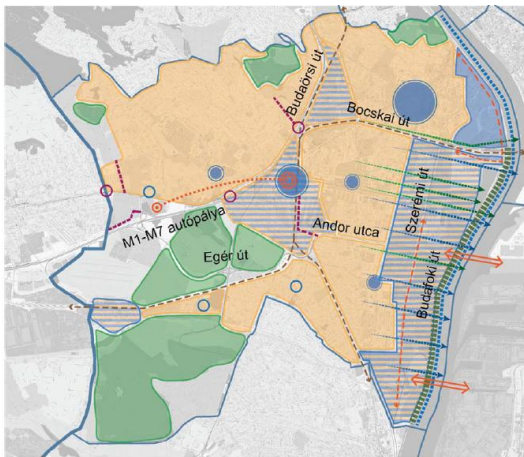 Budaörsi út
Bocskai út
Szerémi út
M1-M7 autópálya
Andor utca
Egér út
Budafoki út